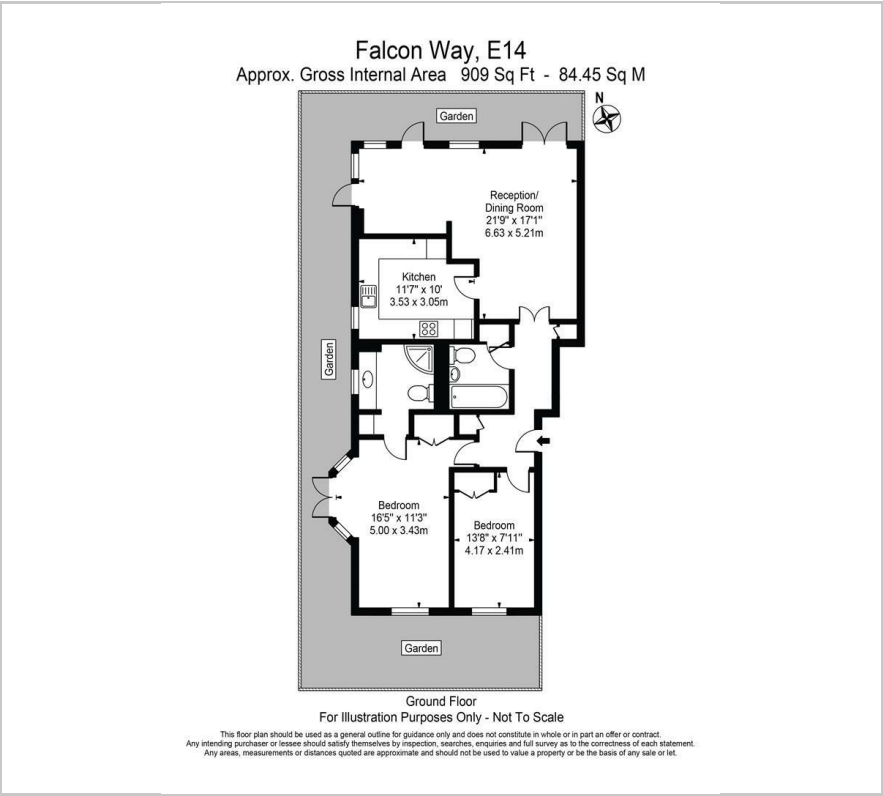 Falcon Way, E14
Approx. Gross Internal Area 909 Sq Ft - 84.45 Sq M
N
Garden
Reception/
Dining Room
21'9" x 17'1"
6.63 x 5.21m
Kitchen
11'7" x 10'
3.53 x 3.05m
Garden
Bedroom
16'5" x 11'3"
5.00 x 3.43m
Bedroom
13'8" x 7'11"
4.17 x 2.41m
Garden
Ground Floor
For Illustration Purposes Only - Not To Scale
This floor plan should be used as a general outline for guidance only and does not constitute in whole or in part an offer or contract.
Any intending purchaser or lessee should satisfy themselves by inspection, searches, enquiries and full survey as to the correctness of each statement.
Any areas, measurements or distances quoted are approximate and should not be used to value a property or be the basis of any sale or let.